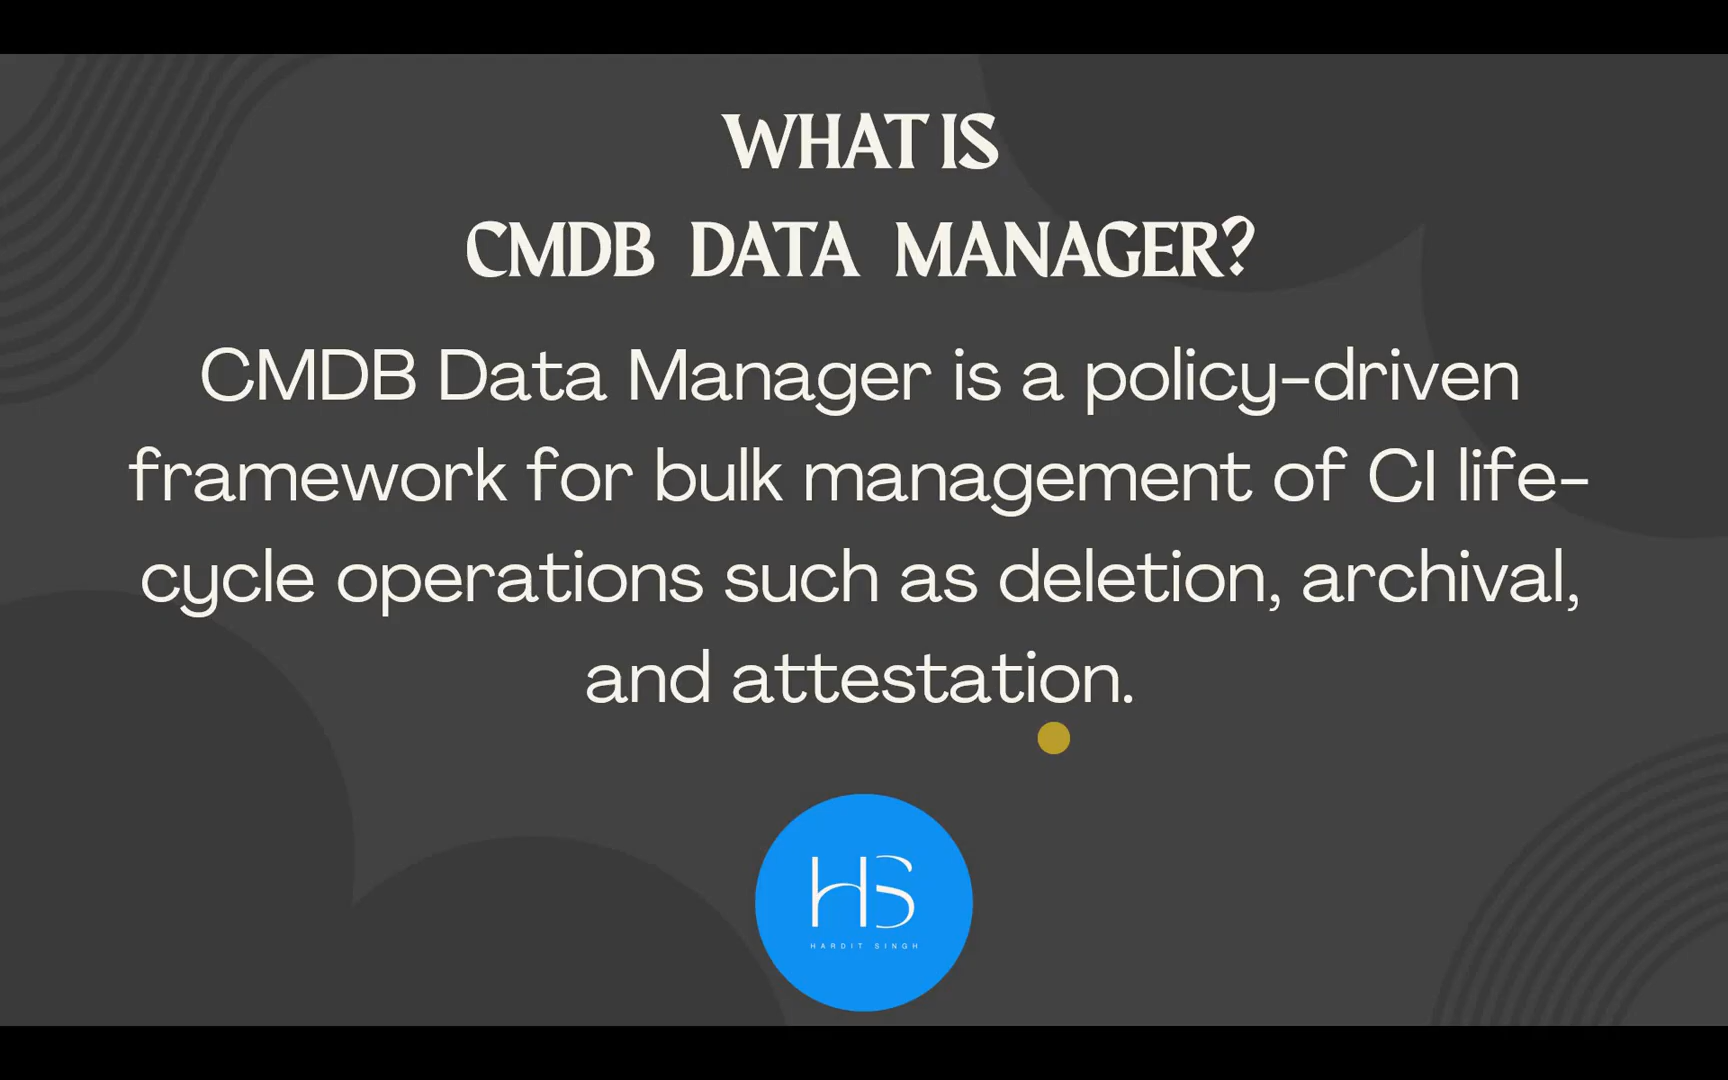 WHAT IS
CMDB DATA MANAGER?
CMDB Data Manager is a policy-driven
framework for bulk management of CI life-
cycle operations such as deletion, archival,
and attestation.
HS
HARDIT SINGH